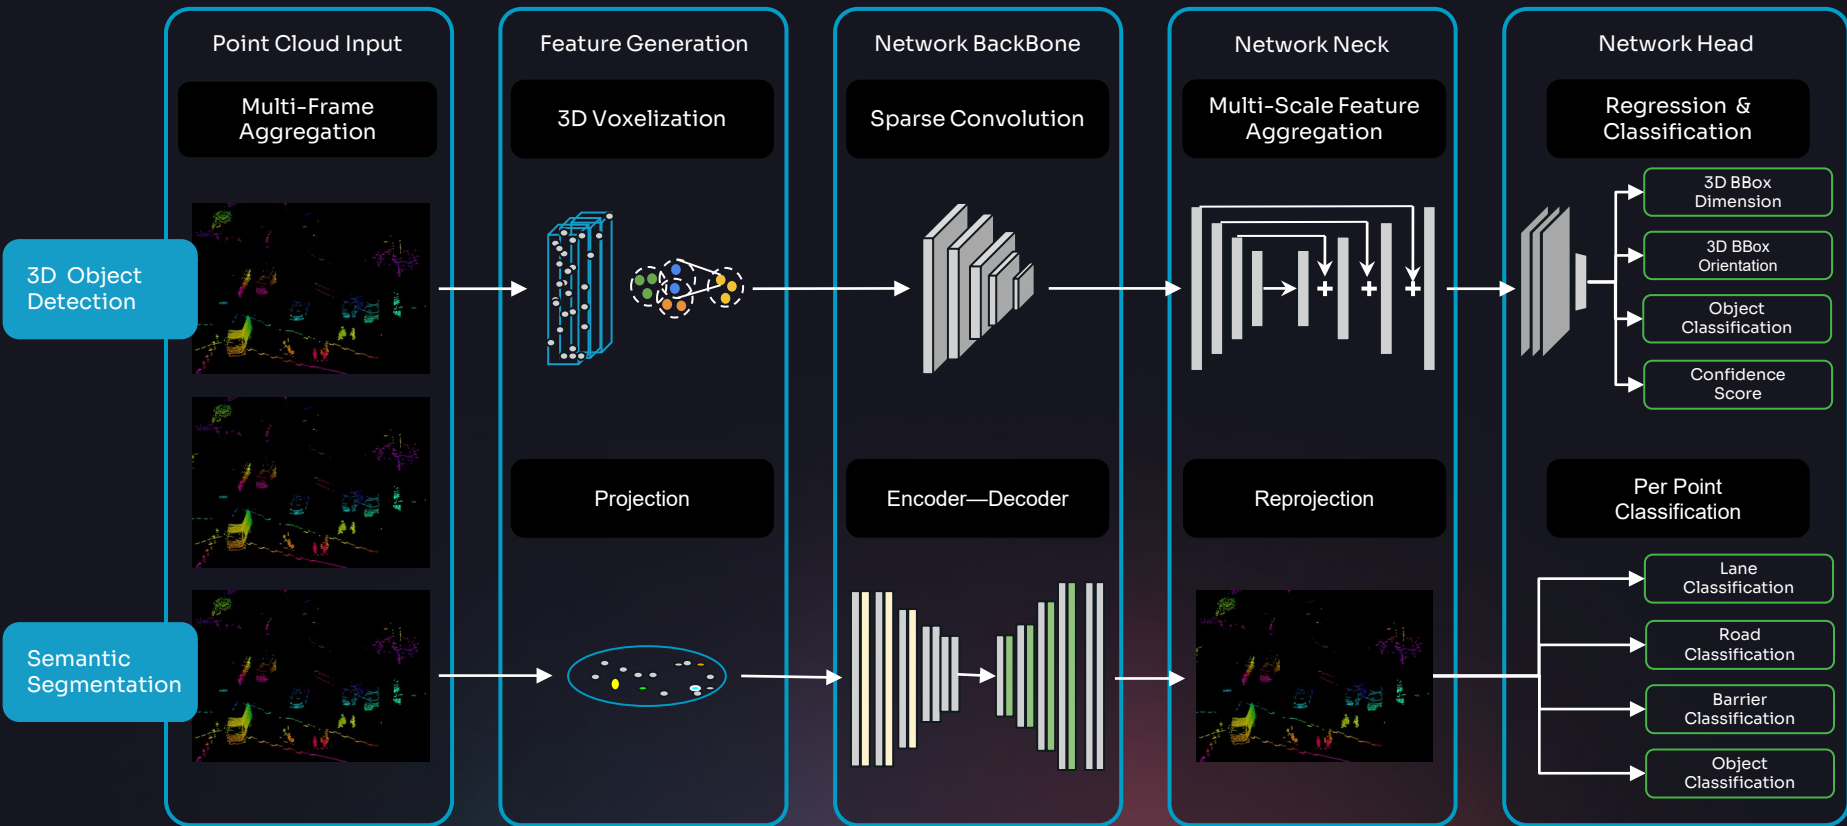 Point Cloud Input
Feature Generation
Network BackBone
Network Neck
Network Head
Multi-Frame
Aggregation
3D Voxelization
Sparse Convolution
Multi-Scale Feature
Aggregation
Regression &
Classification
3D Object
Detection
3D BBox
Dimension
3D BBox
Orientation
Object
Classification
Confidence
Score
Projection
Encoder—Decoder
Reprojection
Per Point
Classification
Semantic
Segmentation
Lane
Classification
Road
Classification
Barrier
Classification
Object
Classification